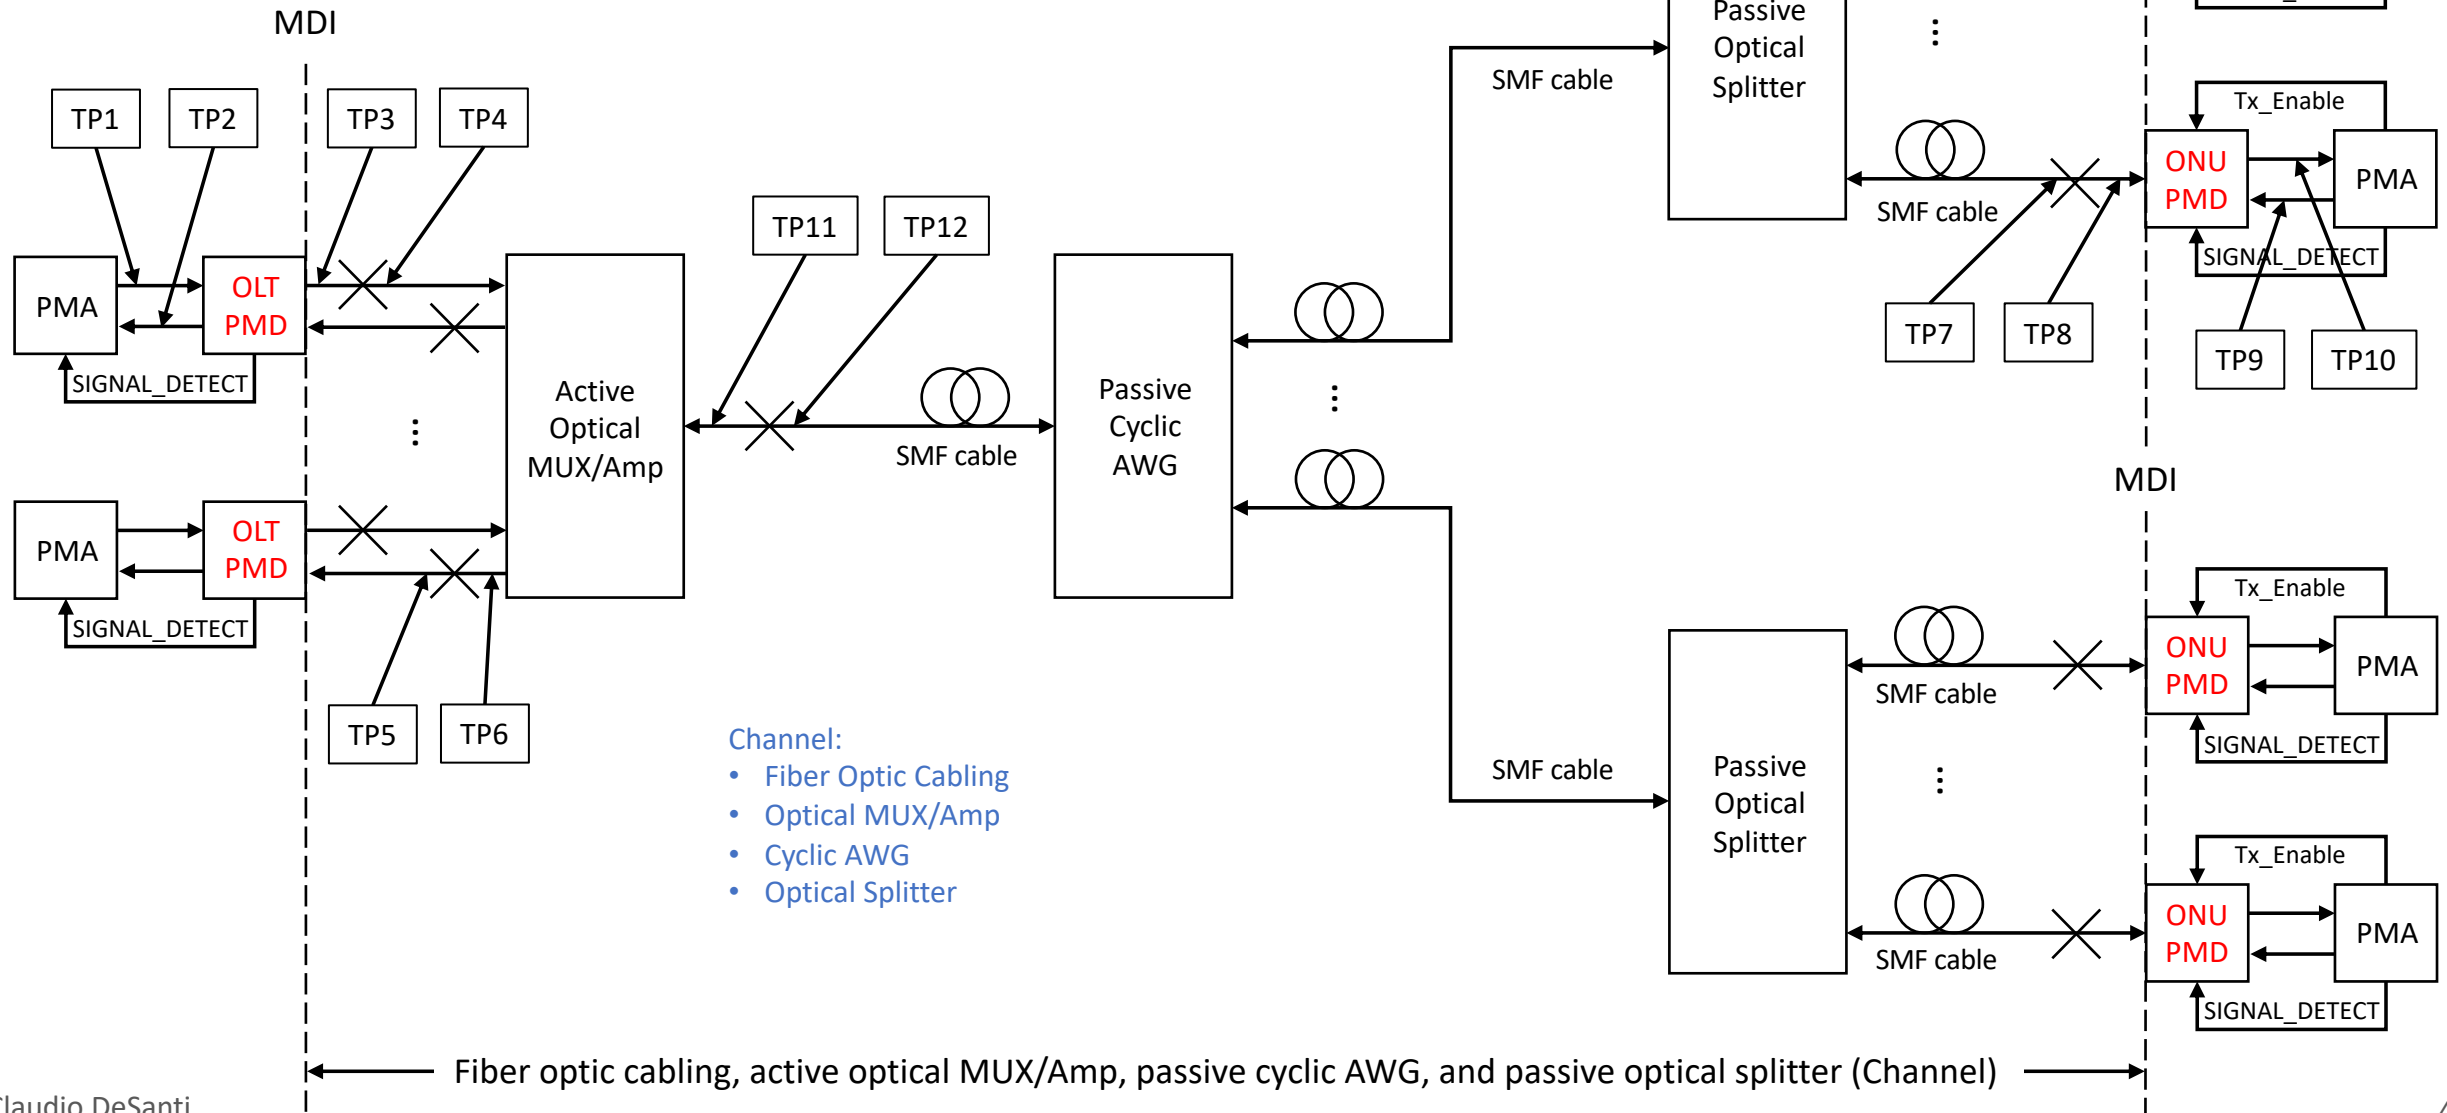 MDI
Passive
Optical
Splitter
SMF cable
TP1
TP2
TP3
TP4
Tx_Enable
ONU
PMD
PMA
SMF cable
SIGNAL_DETECT
TP11
TP12
PMA
OLT
PMD
SIGNAL_DETECT
TP7
TP8
TP9
TP10
Active
Optical
MUX/Amp
Passive
Cyclic
AWG
SMF cable
MDI
PMA
OLT
PMD
SIGNAL_DETECT
TP5
TP6
Tx_Enable
ONU
PMD
PMA
SMF cable
SIGNAL_DETECT
Channel:
• Fiber Optic Cabling
• Optical MUX/Amp
• Cyclic AWG
• Optical Splitter
SMF cable
Passive
Optical
Splitter
Tx_Enable
ONU
PMD
PMA
SMF cable
SIGNAL_DETECT
Fiber optic cabling, active optical MUX/Amp, passive cyclic AWG, and passive optical splitter (Channel)
Claudio DeSanti